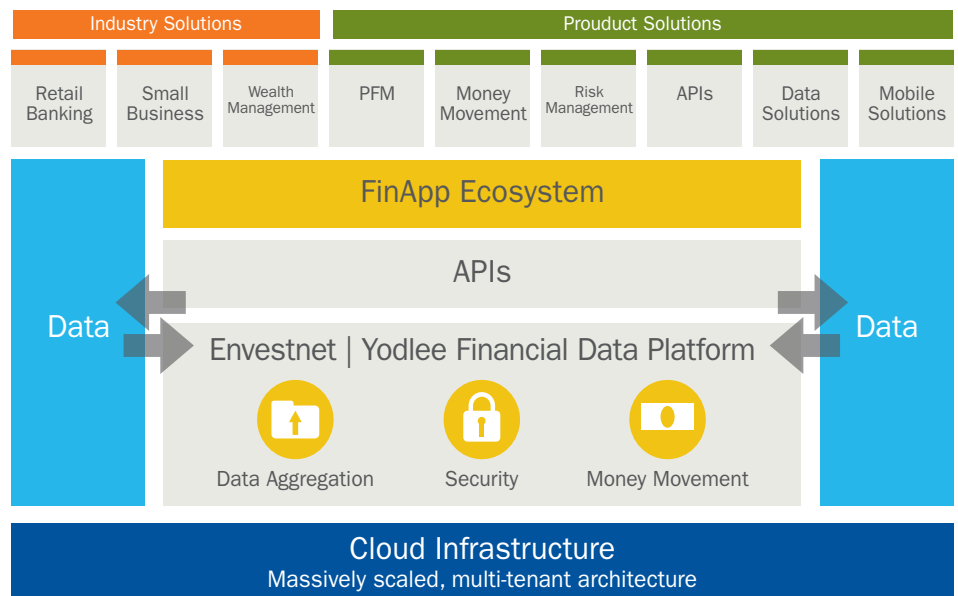 Industry Solutions
Prouduct Solutions
Retail
Banking
Small
Business
Wealth
Management
PFM
Money
Movement
Risk
Management
APIs
Data
Solutions
Mobile
Solutions
FinApp Ecosystem
APIs
Data
Data
Envestnet | Yodlee Financial Data Platform
Data Aggregation
Security
Money Movement
Cloud Infrastructure
Massively scaled, multi-tenant architecture